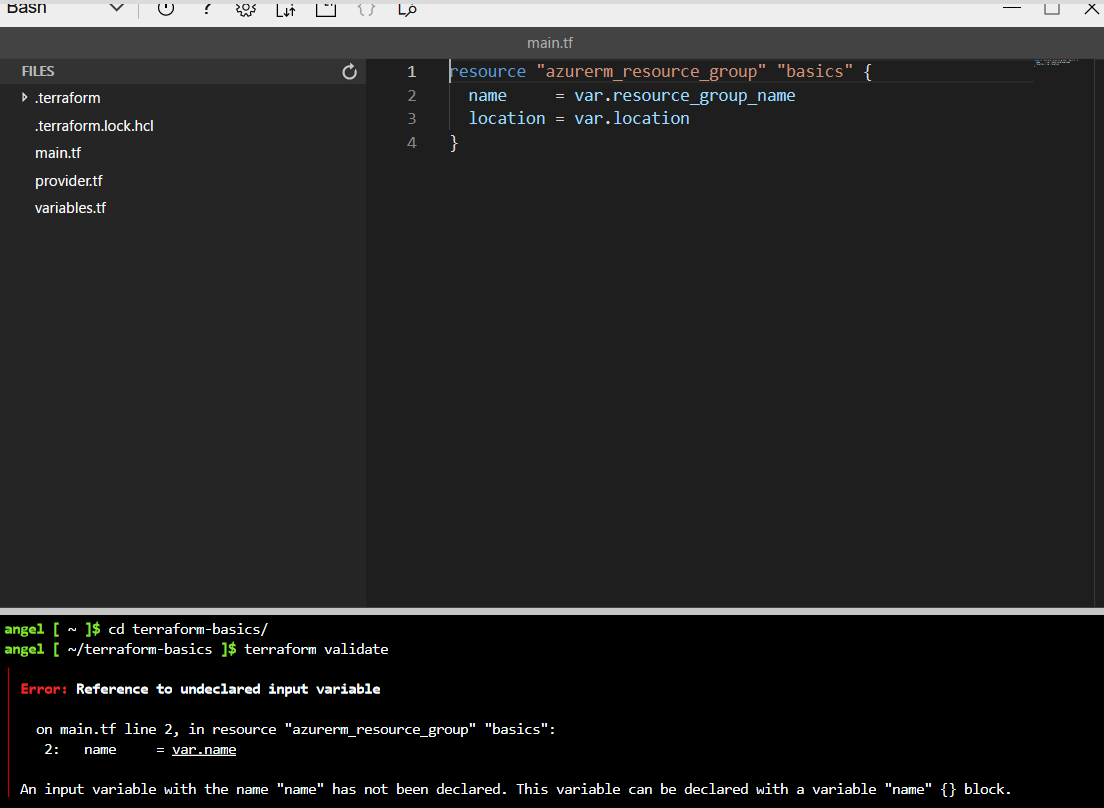 Bash
main.tf
FILES
.terraform
.terraform.lock.hcl
main.tf
provider.tf
variables.tf
1 resource "azurerm_resource_group" "basics" {
2   name     = var.resource_group_name
3   location = var.location
4 }
angel [ ~ ]$ cd terraform-basics/
angel [ ~/terraform-basics ]$ terraform validate
Error: Reference to undeclared input variable
on main.tf line 2, in resource "azurerm_resource_group" "basics":
2:   name     = var.name
An input variable with the name "name" has not been declared. This variable can be declared with a variable "name" {} block.